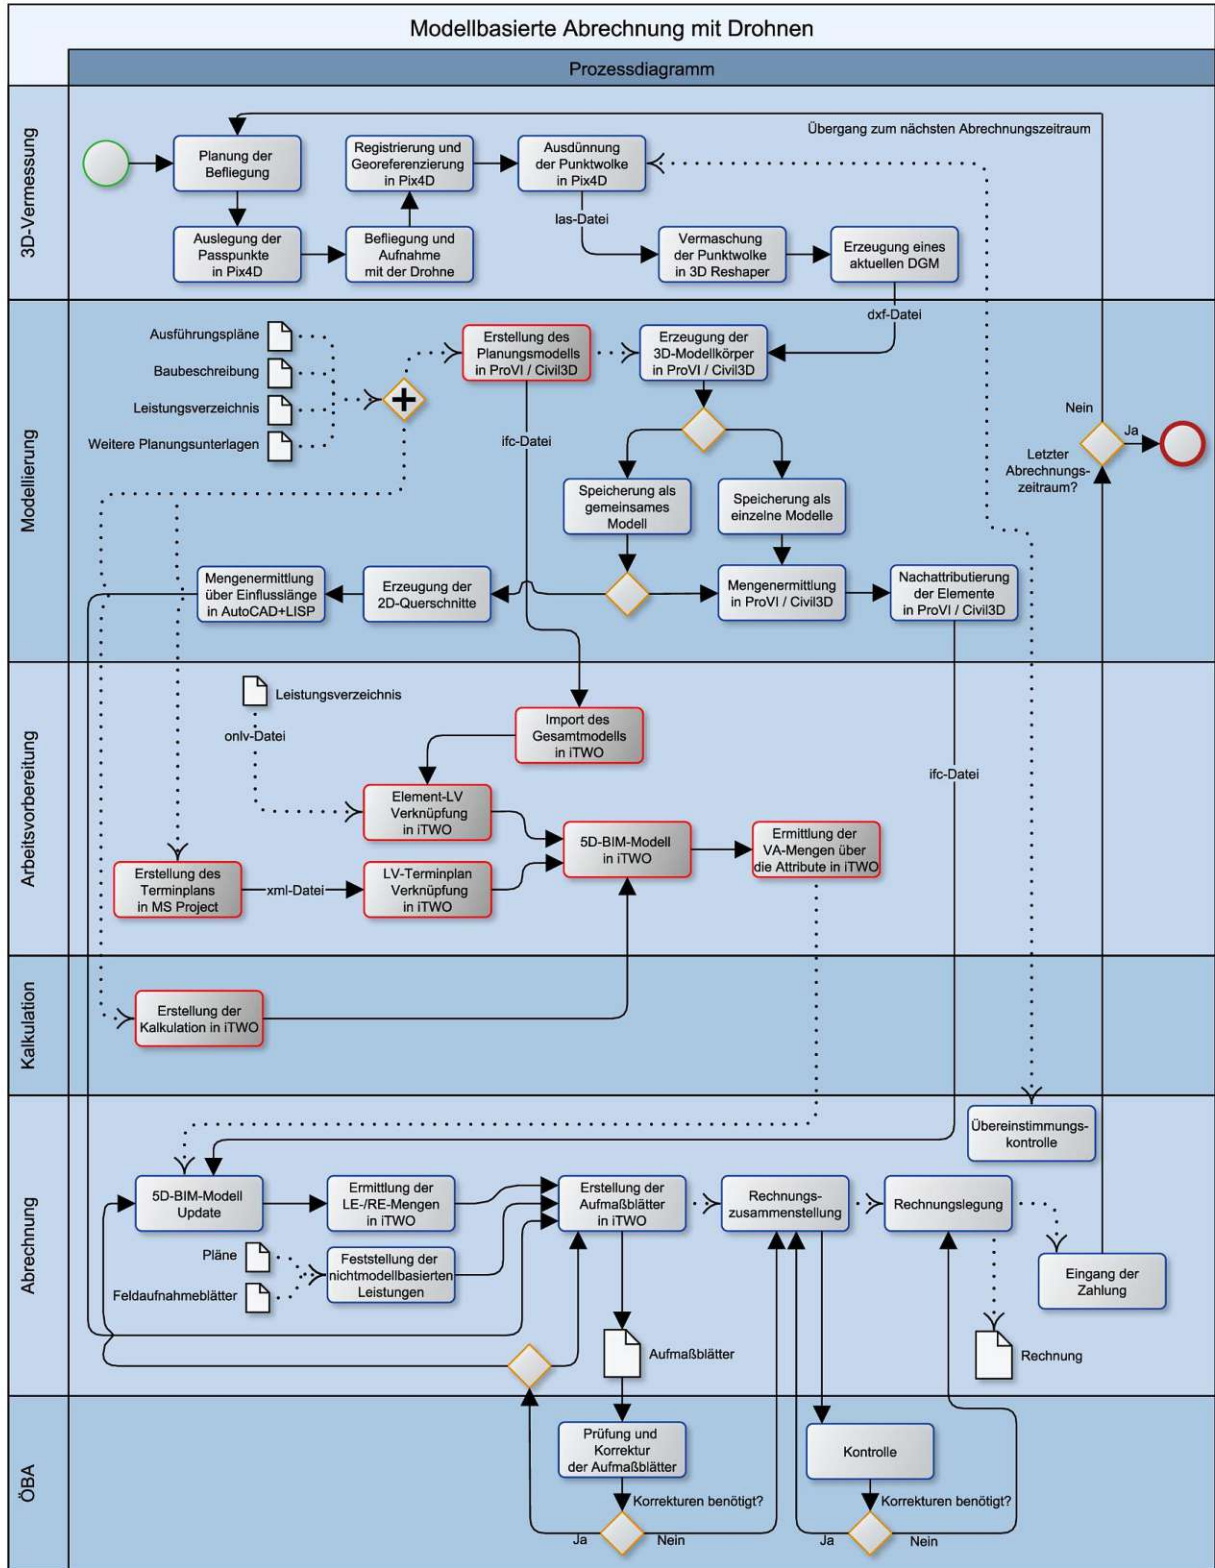 Modellbasierte Abrechnung mit Drohnen
Prozessdiagramm
3D-Vermessung
Übergang zum nächsten Abrechnungszeitraum
Planung der
Befliegung
Registrierung und
Georeferenzierung
in Pix4D
Ausdünnung
der Punktwolke
in Pix4D
las-Datei
Auslegung der
Passpunkte
in Pix4D
Befliegung und
Aufnahme
mit der Drohne
Vermaschung
der Punktwolke
in 3D Reshaper
Erzeugung eines
aktuellen DGM
dxf-Datei
Modellierung
Ausführungspläne
Baubeschreibung
Leistungsverzeichnis
Weitere Planungsunterlagen
Erstellung des
Planungsmodells
in ProVI / Civil3D
Erzeugung der
3D-Modellkörper
in ProVI / Civil3D
ifc-Datei
Nein
Ja
Letzter
Abrechnungs-
zeitraum?
Speicherung als
gemeinsames
Modell
Speicherung als
einzelne Modelle
Mengenermittlung
über Einflusslänge
in AutoCAD+LISP
Erzeugung der
2D-Querschnitte
Mengenermittlung
in ProVI / Civil3D
Nachattributierung
der Elemente
in ProVI / Civil3D
Arbeitsvorbereitung
Leistungsverzeichnis
onlv-Datei
Import des
Gesamtmodells
in iTWO
ifc-Datei
Element-LV
Verknüpfung
in iTWO
5D-BIM-Modell
in iTWO
Ermittlung der
VA-Mengen über
die Attribute in iTWO
Erstellung des
Terminplans
in MS Project
xml-Datei
LV-Terminplan
Verknüpfung
in iTWO
Kalkulation
Erstellung der
Kalkulation in iTWO
Abrechnung
Übereinstimmungs-
kontrolle
5D-BIM-Modell
Update
Ermittlung der
LE-/RE-Mengen
in iTWO
Erstellung der
Aufmaßblätter
in iTWO
Rechnungs-
zusammenstellung
Rechnungslegung
Pläne
Feldaufnahmeblätter
Feststellung der
nichtmodellbasierten
Leistungen
Eingang der
Zahlung
Aufmaßblätter
Rechnung
ÖBA
Prüfung und
Korrektur
der Aufmaßblätter
Kontrolle
Korrekturen benötigt?
Ja
Nein
Korrekturen benötigt?
Ja
Nein